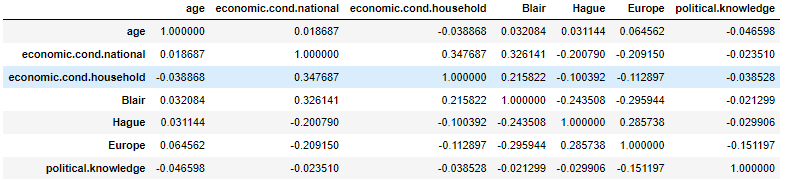 age economic.cond.national economic.cond.household Blair Hague Europe political.knowledge
age 1.000000 0.018687 -0.038868 0.032084 0.031144 0.064562 -0.046598
economic.cond.national 0.018687 1.000000 0.347687 0.326141 -0.200790 -0.209150 -0.023510
economic.cond.household -0.038868 0.347687 1.000000 0.215822 -0.100392 -0.112897 -0.038528
Blair 0.032084 0.326141 0.215822 1.000000 -0.243508 -0.295944 -0.021299
Hague 0.031144 -0.200790 -0.100392 -0.243508 1.000000 0.285738 -0.029906
Europe 0.064562 -0.209150 -0.112897 -0.295944 0.285738 1.000000 -0.151197
political.knowledge -0.046598 -0.023510 -0.038528 -0.021299 -0.029906 -0.151197 1.000000